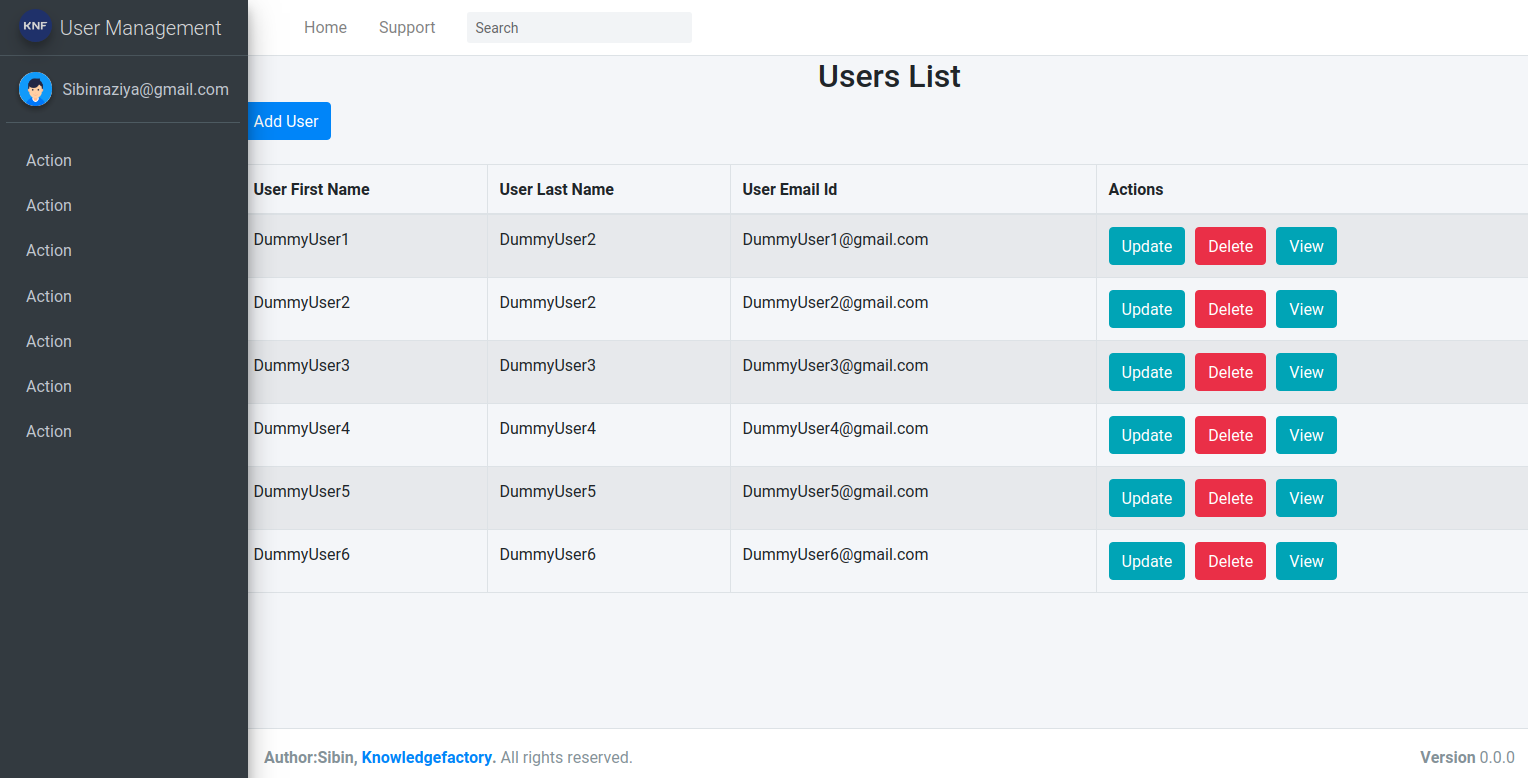 KNF User Management
Home Support Search
Sibinraziya@gmail.com
Users List
Add User
Action
Action
Action
Action
Action
Action
Action
User First Name User Last Name User Email Id Actions
DummyUser1 DummyUser2 DummyUser1@gmail.com Update Delete View
DummyUser2 DummyUser2 DummyUser2@gmail.com Update Delete View
DummyUser3 DummyUser3 DummyUser3@gmail.com Update Delete View
DummyUser4 DummyUser4 DummyUser4@gmail.com Update Delete View
DummyUser5 DummyUser5 DummyUser5@gmail.com Update Delete View
DummyUser6 DummyUser6 DummyUser6@gmail.com Update Delete View
Author:Sibin, Knowledgefactory. All rights reserved. Version 0.0.0